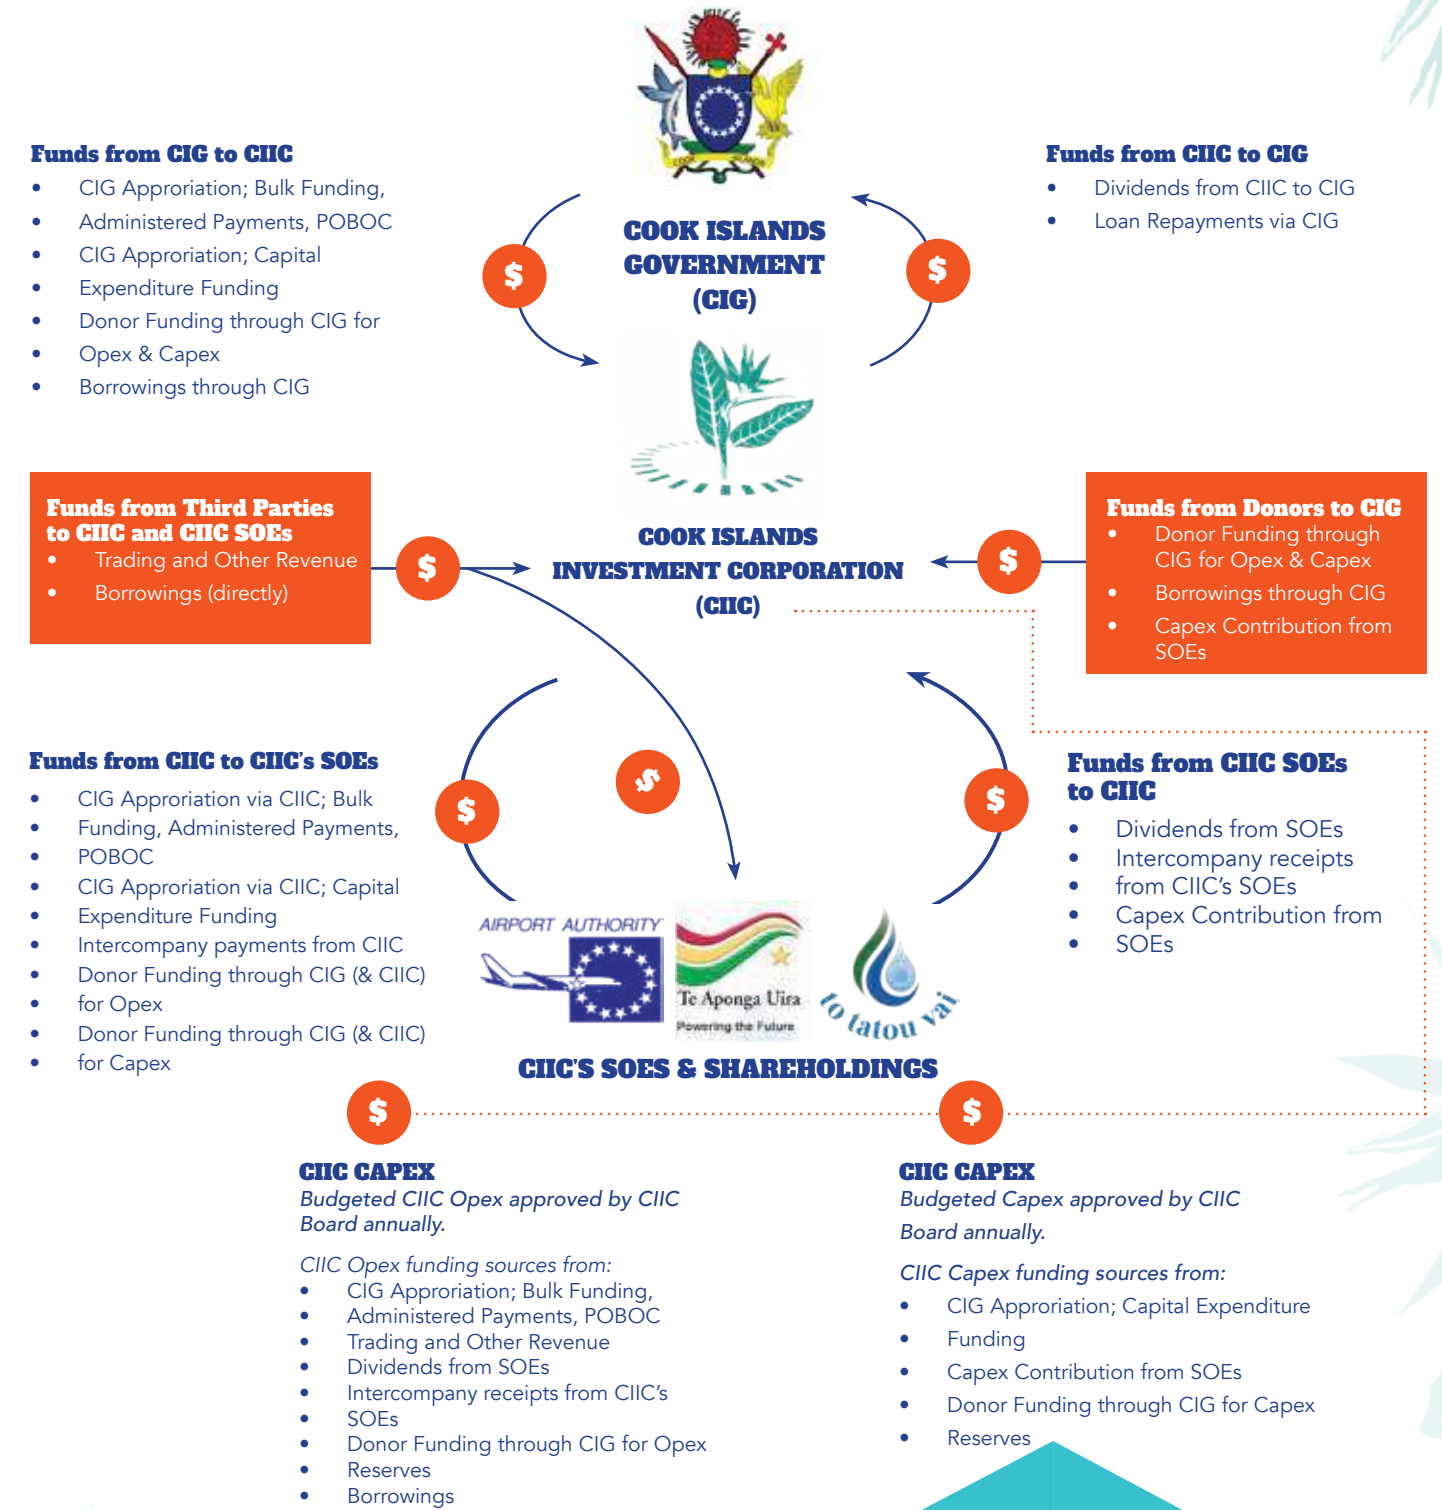 COOK ISLANDS
COOK ISLANDS
GOVERNMENT
(CIG)
Funds from CIG to CIIC
• CIG Approriation; Bulk Funding,
• Administered Payments, POBOC
• CIG Approriation; Capital
• Expenditure Funding
• Donor Funding through CIG for
• Opex & Capex
• Borrowings through CIG
$
$
Funds from CIIC to CIG
• Dividends from CIIC to CIG
• Loan Repayments via CIG
Funds from Third Parties
to CIIC and CIIC SOEs
• Trading and Other Revenue
• Borrowings (directly)
$
COOK ISLANDS
INVESTMENT CORPORATION
(CIIC)
$
Funds from Donors to CIG
• Donor Funding through
CIG for Opex & Capex
• Borrowings through CIG
• Capex Contribution from
SOEs
Funds from CIIC to CIIC's SOEs
• CIG Approriation via CIIC; Bulk
• Funding, Administered Payments,
• POBOC
• CIG Approriation via CIIC; Capital
• Expenditure Funding
• Intercompany payments from CIIC
• Donor Funding through CIG (& CIIC)
• for Opex
• Donor Funding through CIG (& CIIC)
• for Capex
$
$
$
Funds from CIIC SOEs
to CIIC
• Dividends from SOEs
• Intercompany receipts
• from CIIC's SOEs
• Capex Contribution from
• SOEs
AIRPORT AUTHORITY
Te Aponga Uira
Powering the Future
to tatou vai
CIIC'S SOES & SHAREHOLDINGS
$
$
CIIC CAPEX
Budgeted CIIC Opex approved by CIIC
Board annually.
CIIC Opex funding sources from:
• CIG Approriation; Bulk Funding,
• Administered Payments, POBOC
• Trading and Other Revenue
• Dividends from SOEs
• Intercompany receipts from CIIC's
• SOEs
• Donor Funding through CIG for Opex
• Reserves
• Borrowings
CIIC CAPEX
Budgeted Capex approved by CIIC
Board annually.
CIIC Capex funding sources from:
• CIG Approriation; Capital Expenditure
• Funding
• Capex Contribution from SOEs
• Donor Funding through CIG for Capex
• Reserves